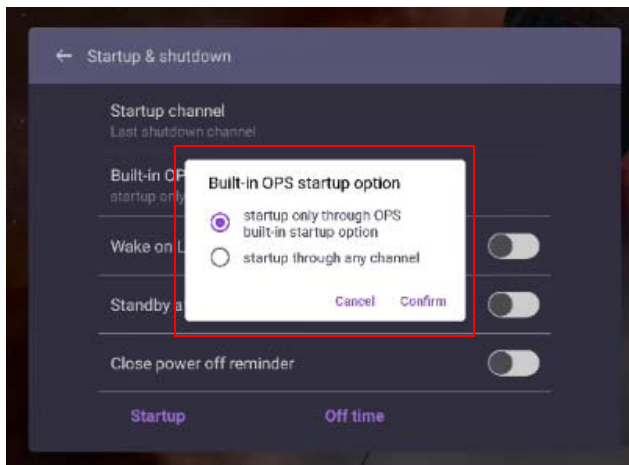 ← Startup & shutdown
Startup channel
Last shutdown channel
Built-in OP
startup only
Built-in OPS startup option
startup only through OPS
built-in startup option
startup through any channel
Cancel Confirm
Wake on L
Standby a
Close power off reminder
Startup Off time